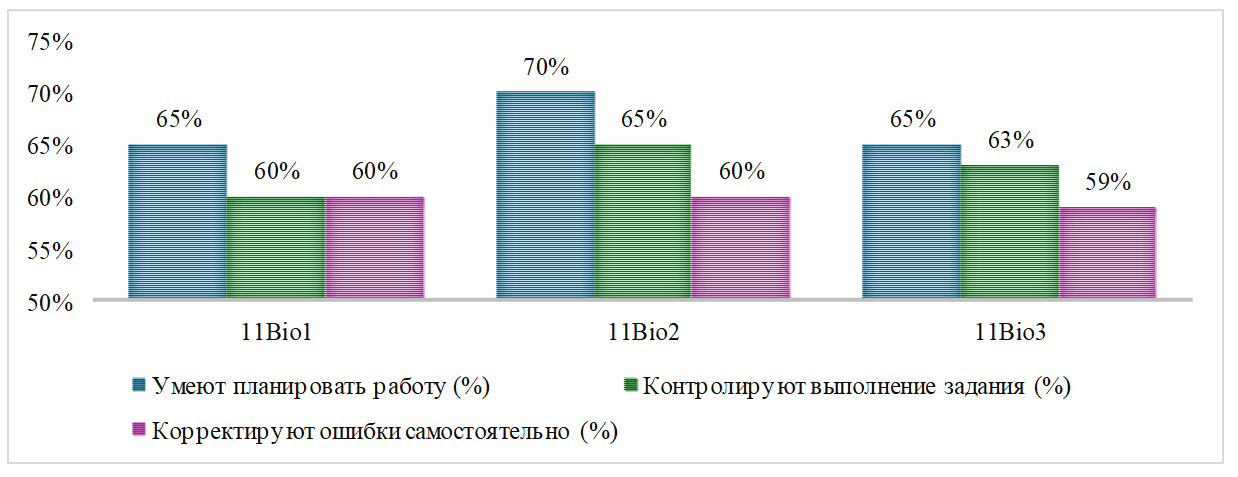 75%
70%
65%
60%
55%
50%
65%
60%
60%
70%
65%
60%
65%
63%
59%
11Bio1
11Bio2
11Bio3
Умеют планировать работу (%)
Контролируют выполнение задания (%)
Корректируют ошибки самостоятельно (%)